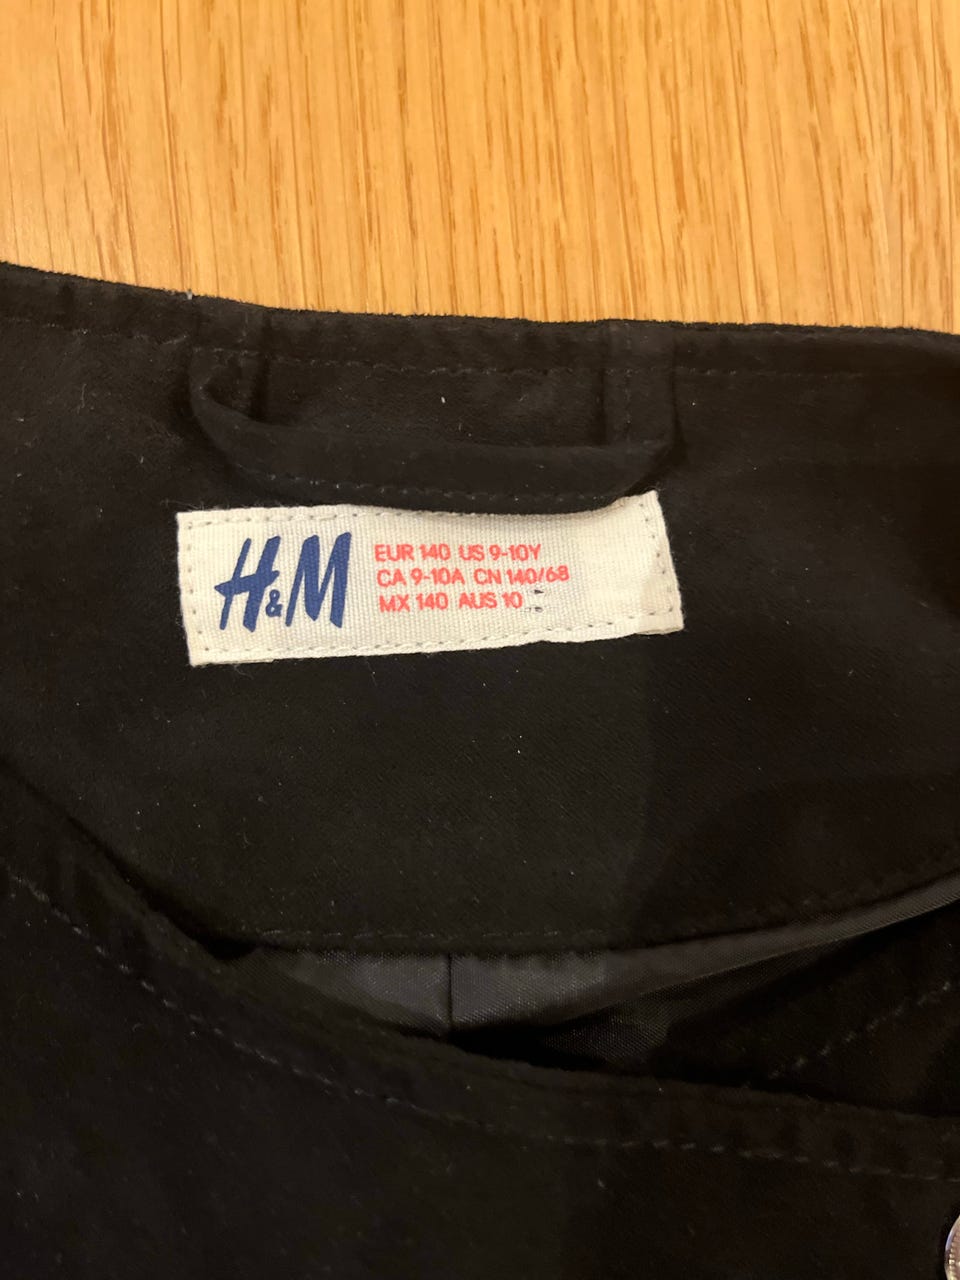 H&M
EUR 140 US 9-10Y
CA 9-10A CN 140/68
MX 140 AUS 10